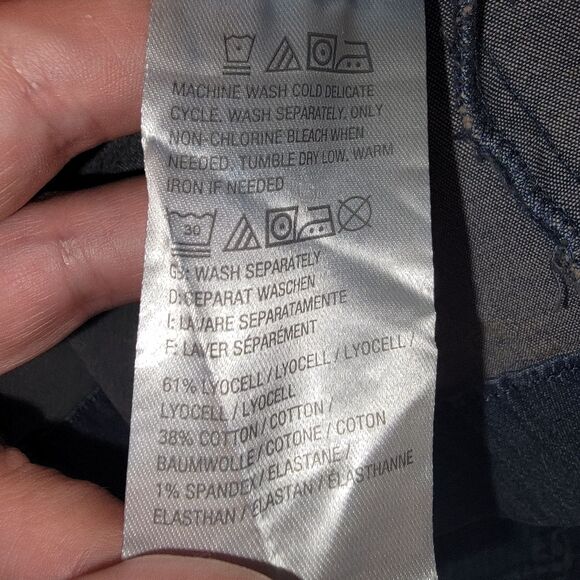 MACHINE WASH COLD DELICATE
CYCLE. WASH SEPARATELY. ONLY
NON-CHLORINE BLEACH WHEN
NEEDED. TUMBLE DRY LOW. WARM
IRON IF NEEDED
30
WASH SEPARATELY
D: SEPARAT WASCHEN
I: LAVARE SEPARATAMENTE
F: LAVER SÉPARÉMENT
61% LYOCELL / LYOCELL / LYOCELL /
LYOCELL / LYOCELL
38% COTTON / COTTON /
BAUMWOLLE / COTONE / COTON
1% SPANDEX / ELASTANE /
ELASTHAN / ELASTAN / ELASTHANNE